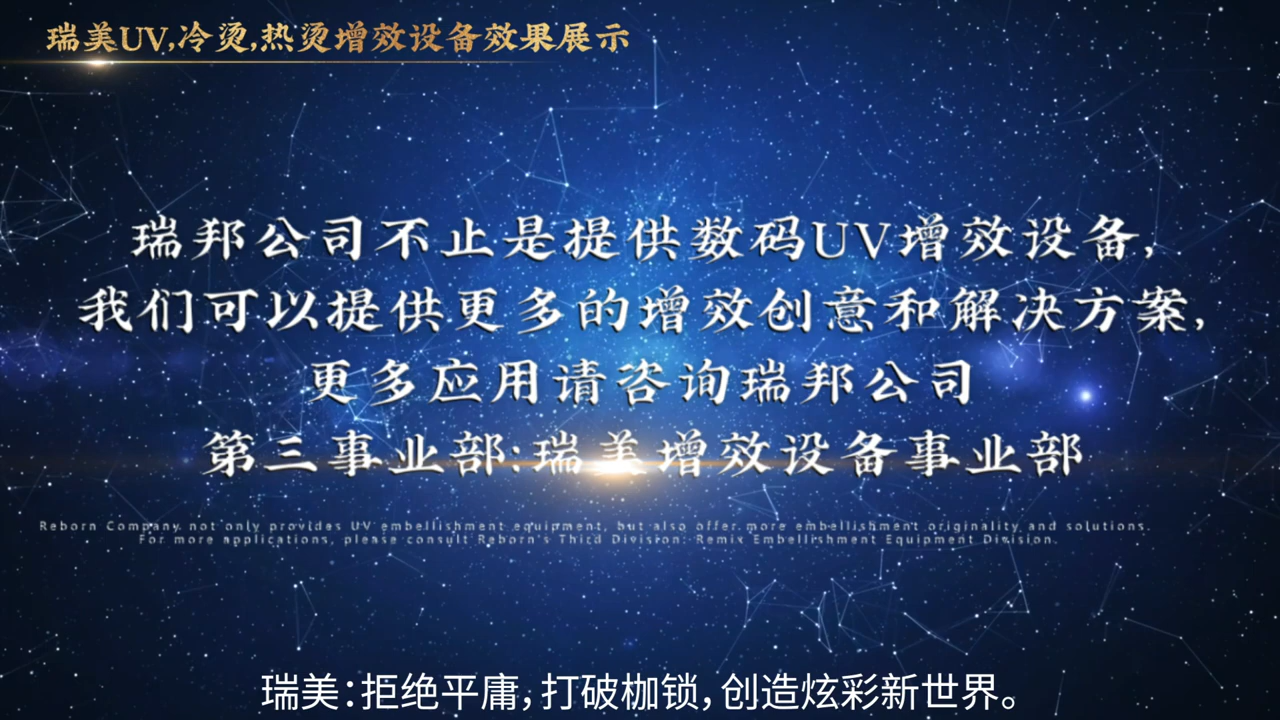 瑞美UV,冷烫,热烫增效设备效果展示
瑞邦公司不止是提供数码UV增效设备,
我们可以提供更多的增效创意和解决方案,
更多应用请咨询瑞邦公司
第三事业部:瑞美增效设备事业部
Reborn Company not only provides UV embellishment equipment, but also offer more embellishment originality and solutions.
For more applications, please consult Reborn's Third Division: Remix Embellishment Equipment Division.
瑞美:拒绝平庸,打破枷锁,创造炫彩新世界。